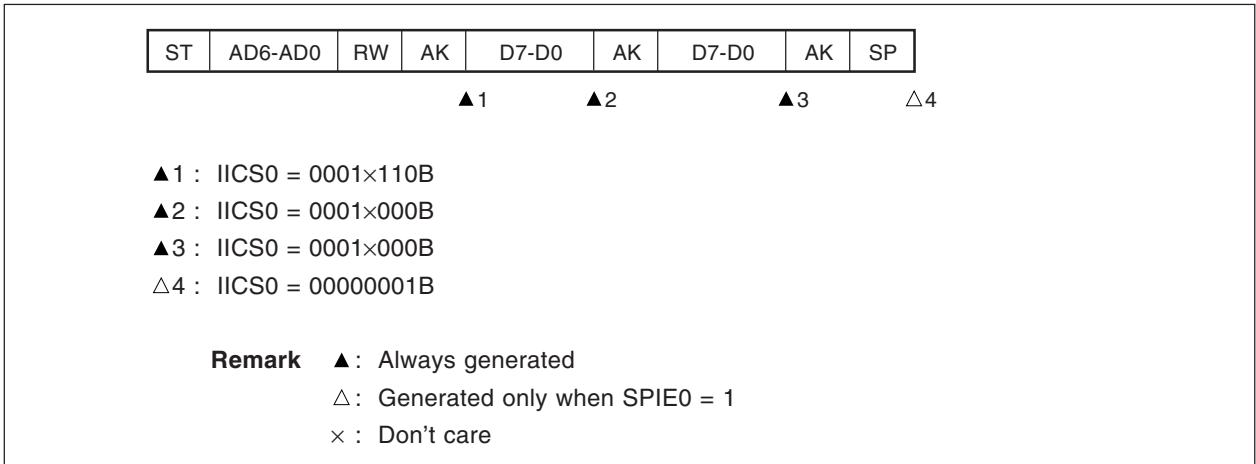 ST AD6-AD0 RW AK D7-D0 AK D7-D0 AK SP
▲1 ▲2 ▲3 △4
▲1 : IICS0 = 0001×110B
▲2 : IICS0 = 0001×000B
▲3 : IICS0 = 0001×000B
△4 : IICS0 = 00000001B
Remark ▲: Always generated
△: Generated only when SPIE0 = 1
× : Don't care